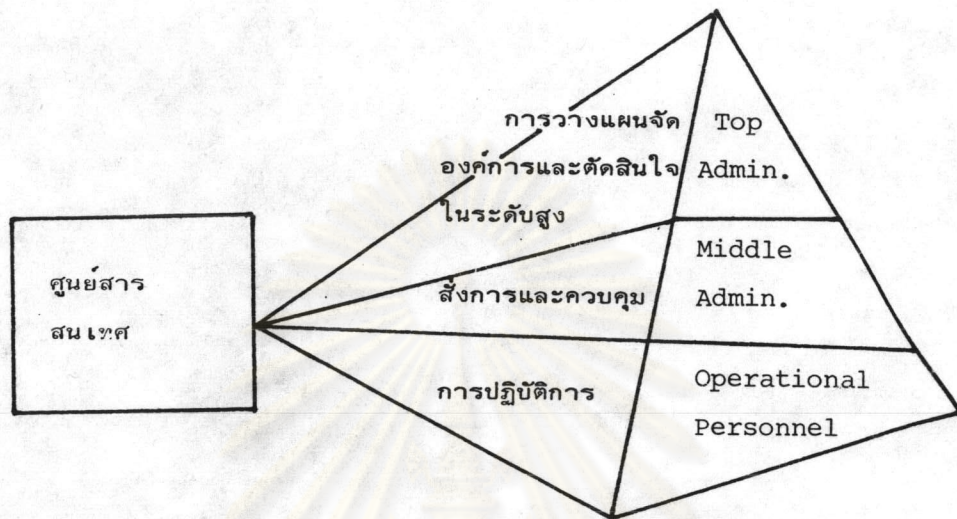 การวางแผนจัด
องค์การและตัดสินใจ
ในระดับสูง
Top
Admin.
ศูนย์สาร
สนเทศ
สั่งการและควบคุม
Middle
Admin.
การปฏิบัติการ
Operational
Personnel